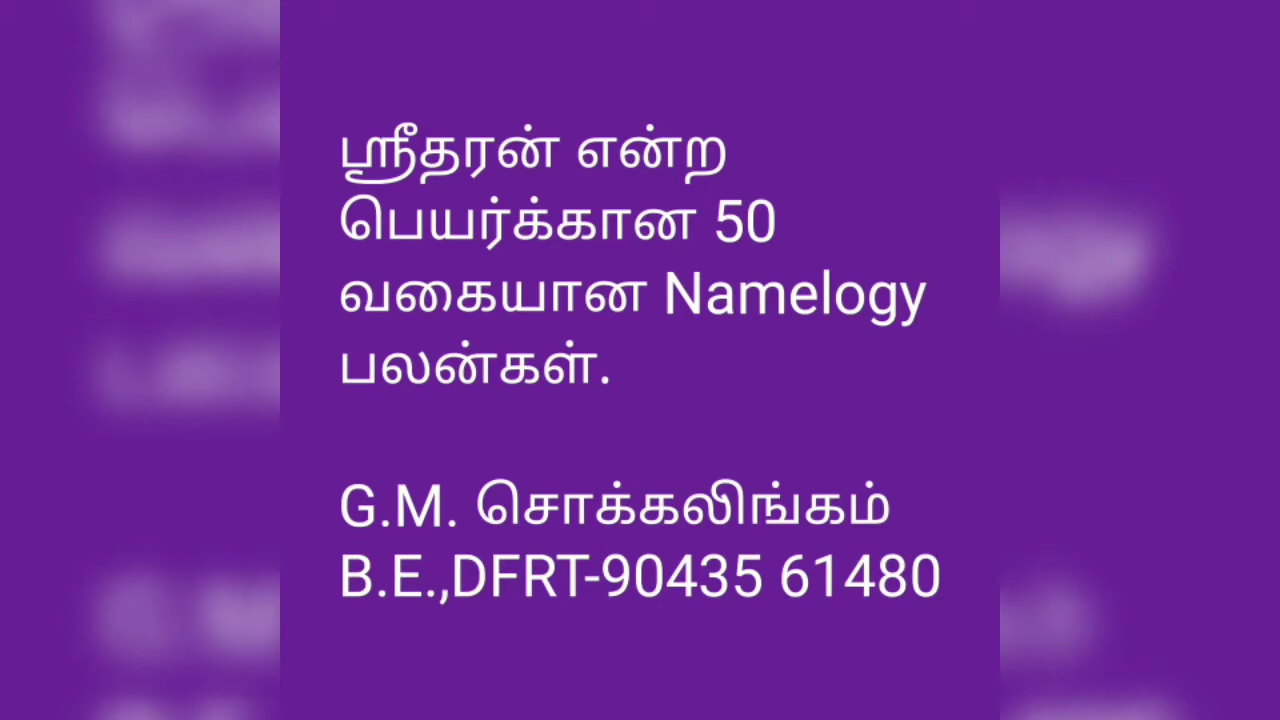 ஸ்ரீதரன் என்ற
பெயர்க்கான 50
வகையான Namelogy
பலன்கள்.
G.M. சொக்கலிங்கம்
B.E.,DFRT-90435 61480